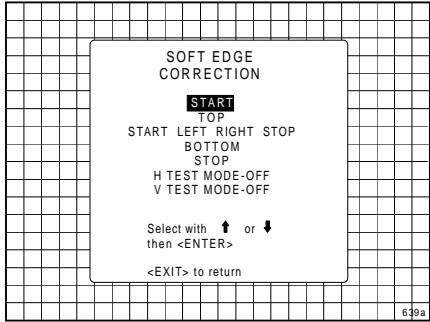 SOFT EDGE
CORRECTION
START
TOP
START LEFT RIGHT STOP
BOTTOM
STOP
H TEST MODE-OFF
V TEST MODE-OFF
Select with ⬆ or ⬇
then <ENTER>
<EXIT> to return
639a